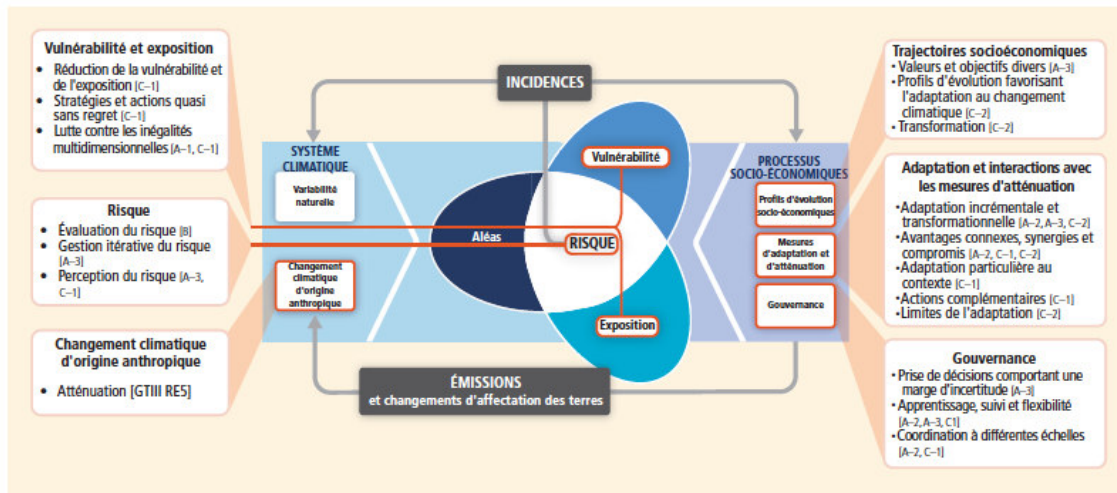 Vulnérabilité et exposition
• Réduction de la vulnérabilité et
de l'exposition [C–1]
• Stratégies et actions quasi
sans regret [C–1]
• Lutte contre les inégalités
multidimensionnelles [A–1, C–1]
Risque
• Évaluation du risque [B]
• Gestion itérative du risque
[A–3]
• Perception du risque [A–3,
C–1]
Changement climatique
d'origine anthropique
• Atténuation [GTIII RE5]
INCIDENCES
SYSTÈME
CLIMATIQUE
Variabilité
naturelle
Changement
climatique
d'origine
anthropique
Aléas
Vulnérabilité
RISQUE
Exposition
PROCESSUS
SOCIO-ÉCONOMIQUES
Profils d'évolution
socio-économiques
Mesures
d'adaptation et
d'atténuation
Gouvernance
ÉMISSIONS
et changements d'affectation des terres
Trajectoires socioéconomiques
• Valeurs et objectifs divers [A–3]
• Profils d'évolution favorisant
l'adaptation au changement
climatique [C–2]
• Transformation [C–2]
Adaptation et interactions avec
les mesures d'atténuation
• Adaptation incrémentale et
transformationnelle [A–2, A–3, C–2]
• Avantages connexes, synergies et
compromis [A–2, C–1, C–2]
• Adaptation particulière au
contexte [C–1]
• Actions complémentaires [C–1]
• Limites de l'adaptation [C–2]
Gouvernance
• Prise de décisions comportant une
marge d'incertitude [A–3]
• Apprentissage, suivi et flexibilité
[A–2, A–3, C1]
• Coordination à différentes échelles
[A–2, C–1]